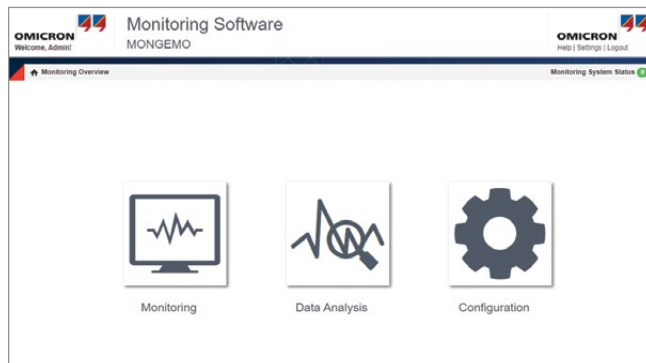 OMICRON
Welcome, Admin!
Monitoring Software
MONGEMO
OMICRON
Help | Settings | Logout
Monitoring Overview
Monitoring System Status
Monitoring
Data Analysis
Configuration